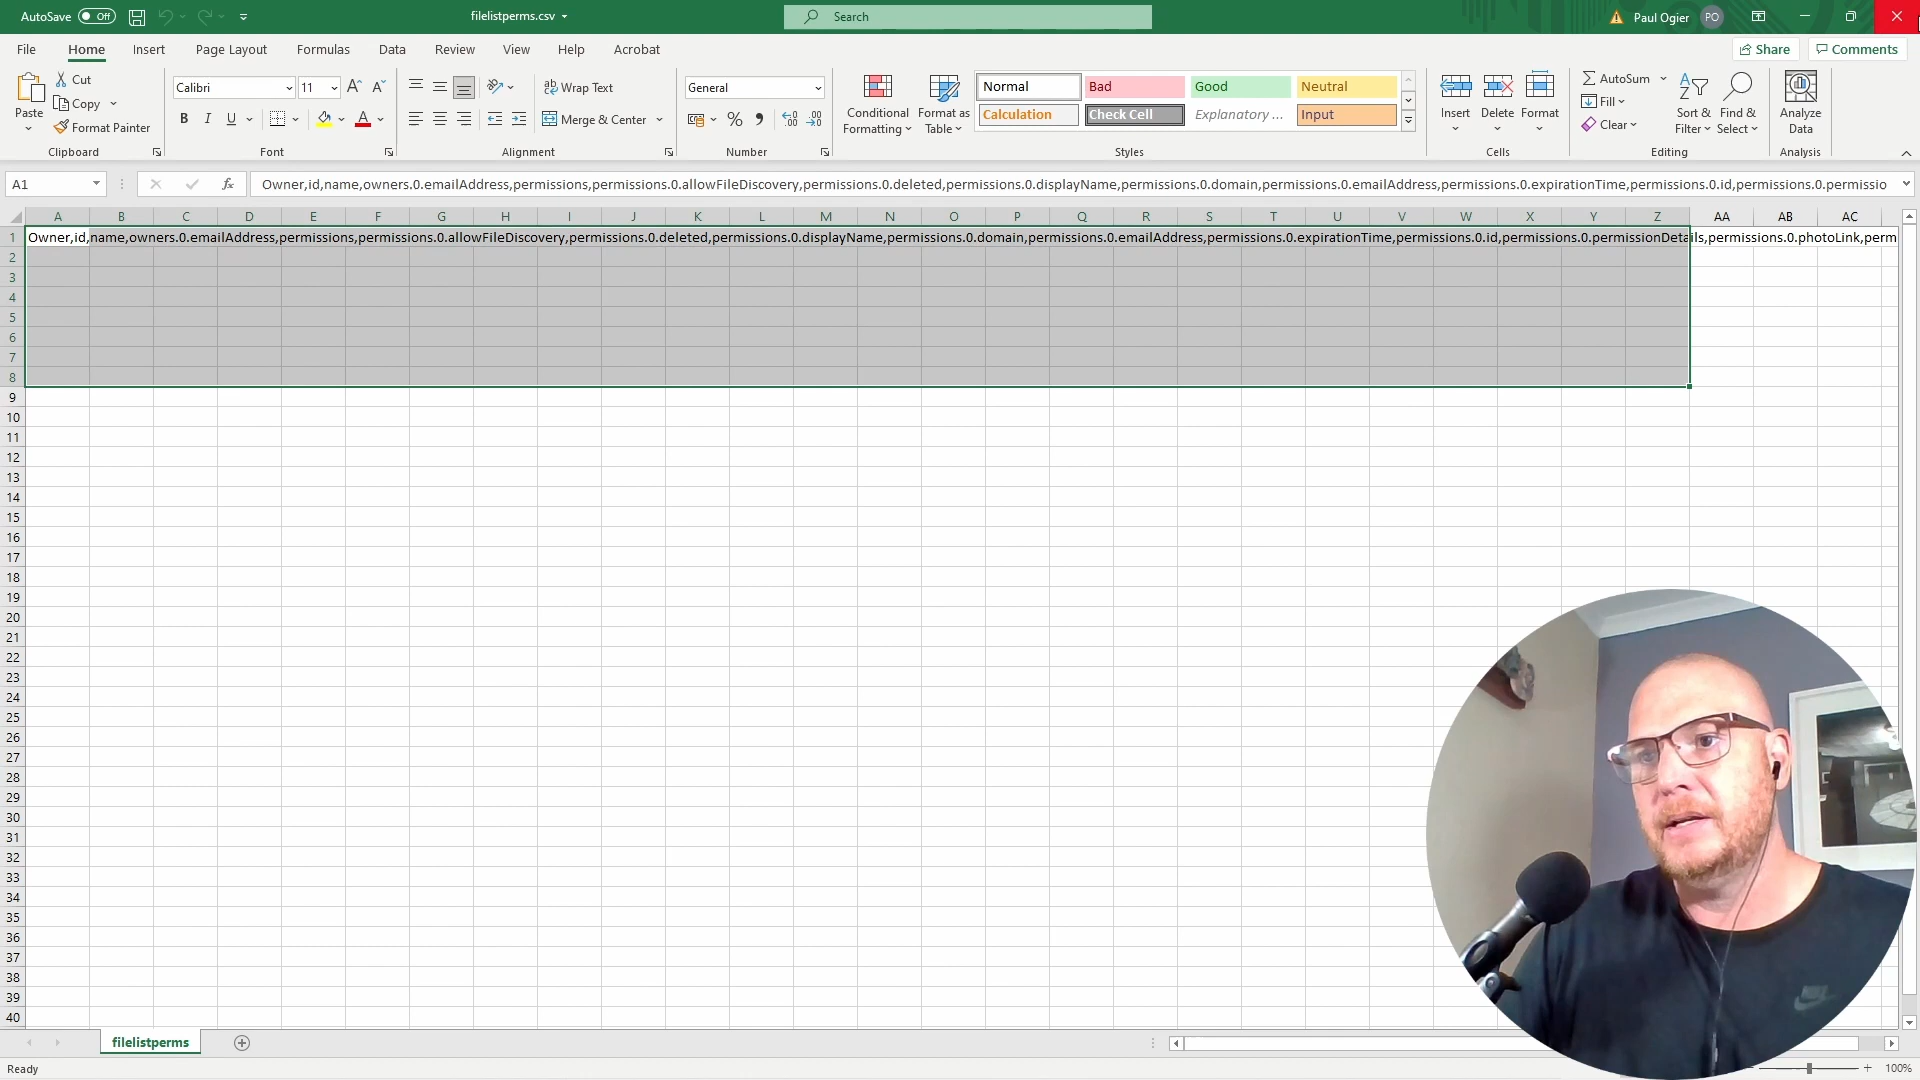 AutoSave Off filelistperms.csv Search Paul Ogier PO
File Home Insert Page Layout Formulas Data Review View Help Acrobat Share Comments
Paste Cut Copy Format Painter Clipboard
Calibri 11 B I U A Font
Wrap Text Merge & Center Alignment
General % Number
Conditional Formatting Format as Table
Normal Bad Good Neutral
Calculation Check Cell Explanatory ... Input
Styles
Insert Delete Format Cells
AutoSum Fill Clear Sort & Filter Find & Select Editing
Analyze Data Analysis
A1 fx Owner,id,name,owners.0.emailAddress,permissions,permissions.0.allowFileDiscovery,permissions.0.deleted,permissions.0.displayName,permissions.0.domain,permissions.0.emailAddress,permissions.0.expirationTime,permissions.0.id,permissions.0.permissio
A B C D E F G H I J K L M N O P Q R S T U V W X Y Z AA AB AC
1 Owner,id,name,owners.0.emailAddress,permissions,permissions.0.allowFileDiscovery,permissions.0.deleted,permissions.0.displayName,permissions.0.domain,permissions.0.emailAddress,permissions.0.expirationTime,permissions.0.id,permissions.0.permissionDetails,permissions.0.photoLink,perm
2
3
4
5
6
7
8
9
10
11
12
13
14
15
16
17
18
19
20
21
22
23
24
25
26
27
28
29
30
31
32
33
34
35
36
37
38
39
40
filelistperms
Ready 100%